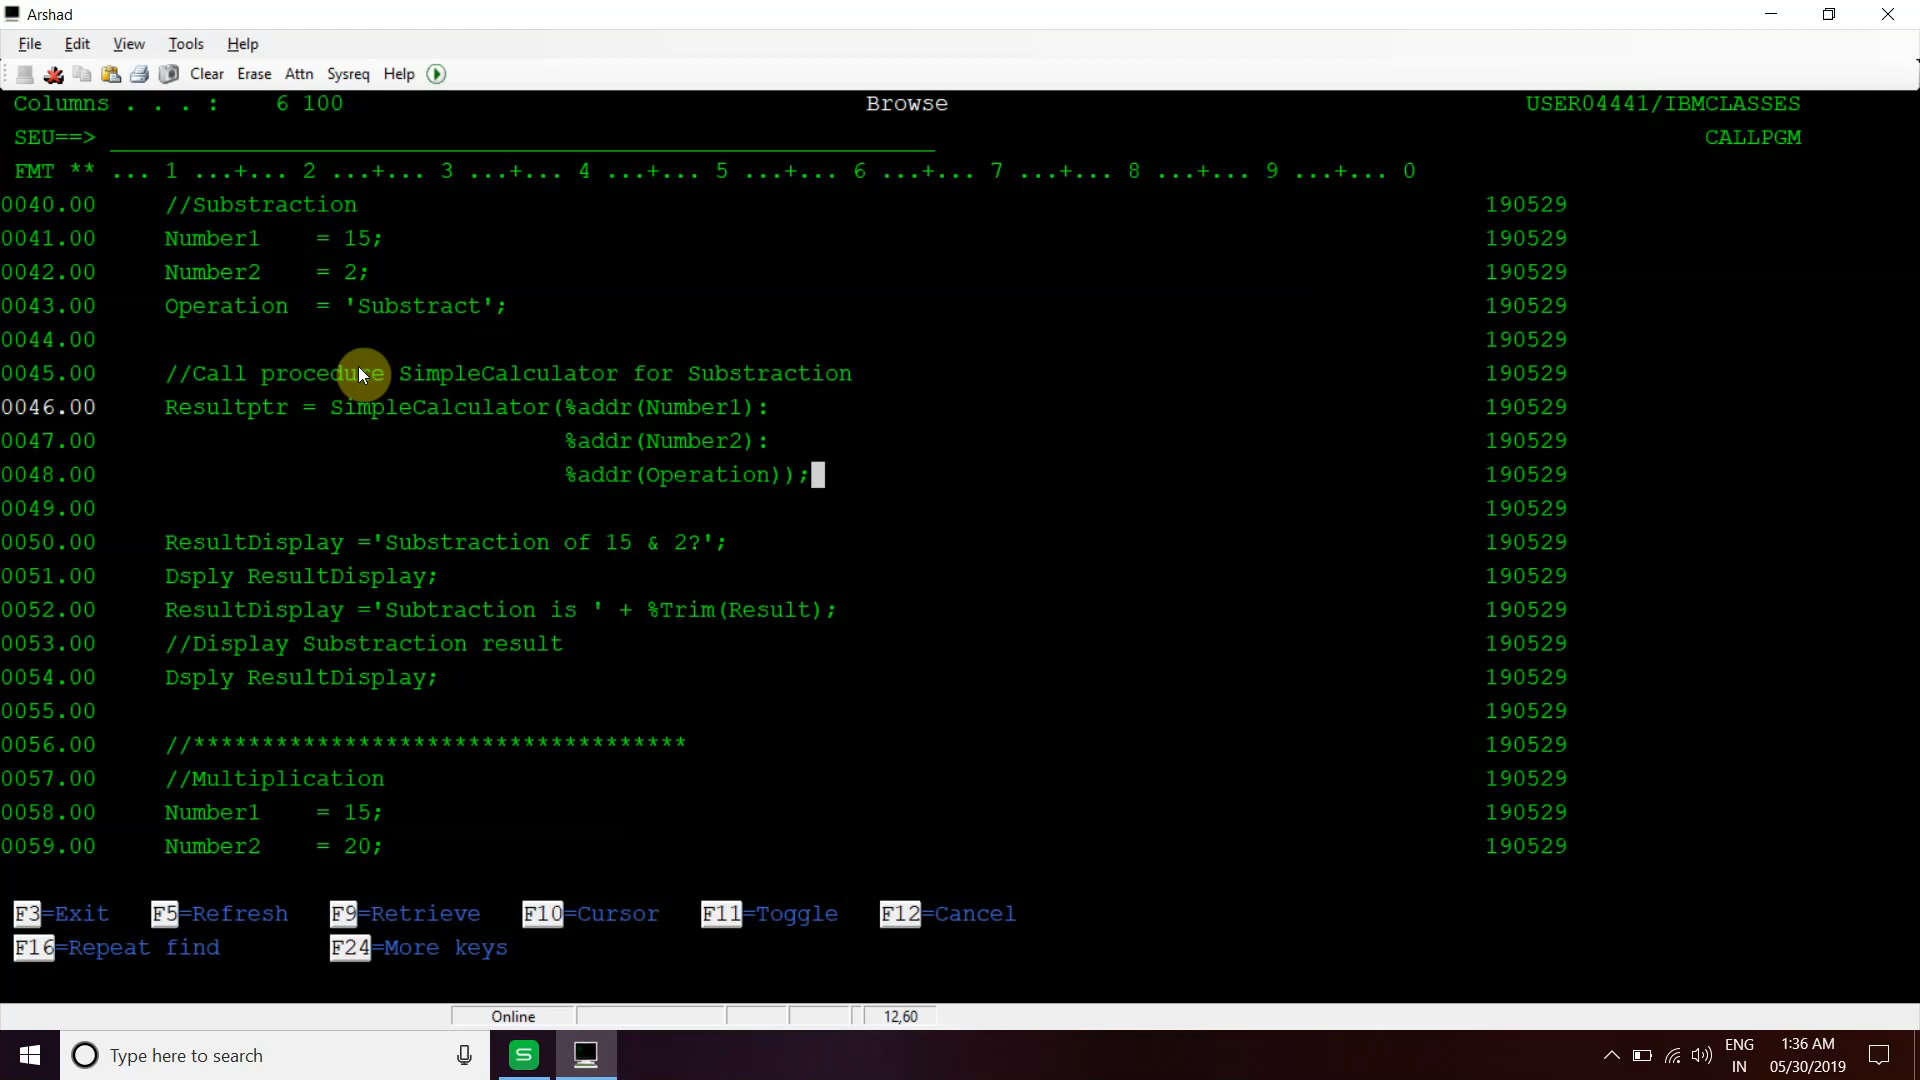 Arshad
File Edit View Tools Help
Clear Erase Attn Sysreq Help
Columns . . . :    6 100    Browse    USER04441/IBMCLASSES
SEU==>    CALLPGM
FMT ** ... 1 ...+... 2 ...+... 3 ...+... 4 ...+... 5 ...+... 6 ...+... 7 ...+... 8 ...+... 9 ...+... 0
0040.00 //Substraction 190529
0041.00 Number1 = 15; 190529
0042.00 Number2 = 2; 190529
0043.00 Operation = 'Substract'; 190529
0044.00 190529
0045.00 //Call procedure SimpleCalculator for Substraction 190529
0046.00 Resultptr = SimpleCalculator(%addr(Number1): 190529
0047.00 %addr(Number2): 190529
0048.00 %addr(Operation)); 190529
0049.00 190529
0050.00 ResultDisplay ='Substraction of 15 & 2?'; 190529
0051.00 Dsply ResultDisplay; 190529
0052.00 ResultDisplay ='Subtraction is ' + %Trim(Result); 190529
0053.00 //Display Substraction result 190529
0054.00 Dsply ResultDisplay; 190529
0055.00 190529
0056.00 //************************************ 190529
0057.00 //Multiplication 190529
0058.00 Number1 = 15; 190529
0059.00 Number2 = 20; 190529
F3=Exit F5=Refresh F9=Retrieve F10=Cursor F11=Toggle F12=Cancel
F16=Repeat find F24=More keys
Online 12,60
Type here to search
S
ENG
IN
1:36 AM
05/30/2019